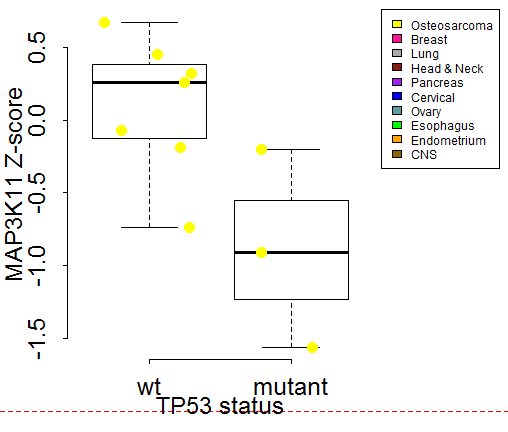 Osteosarcoma
Breast
Lung
Head & Neck
Pancreas
Cervical
Ovary
Esophagus
Endometrium
CNS
MAP3K11 Z-score
0.5
0.0
-0.5
-1.0
-1.5
wt mutant
TP53 status